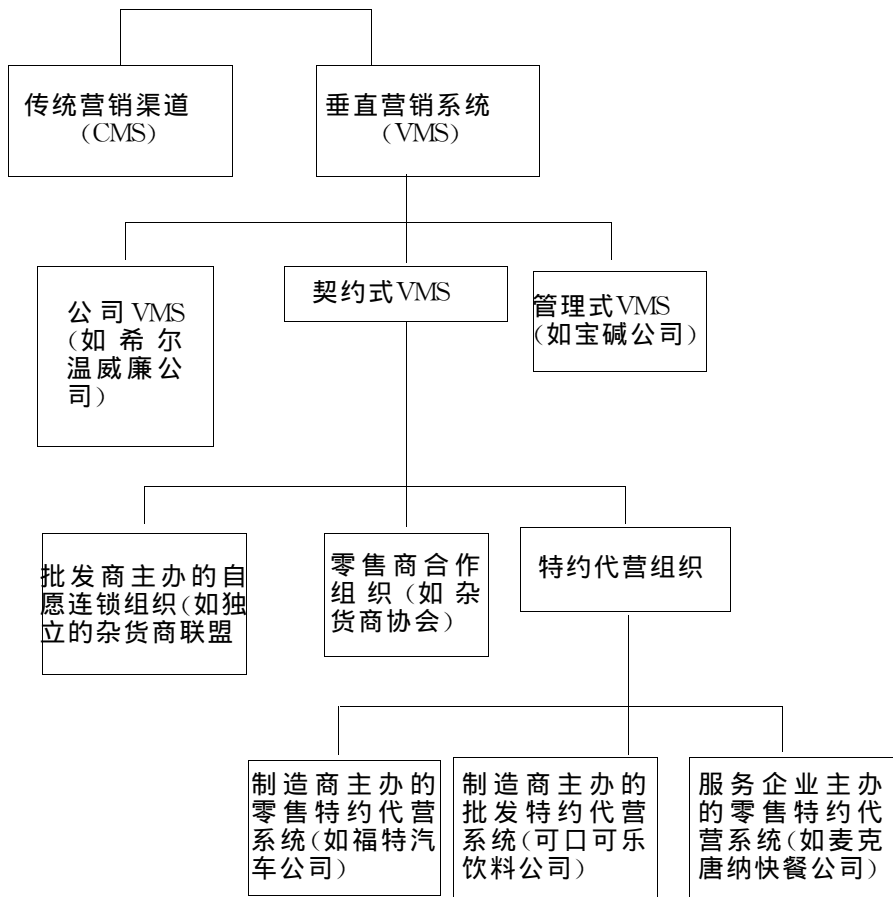 传统营销渠道
(CMS)
垂直营销系统
(VMS)
公司VMS
(如希尔
温威廉公
司)
契约式VMS
管理式VMS
(如宝碱公司)
批发商主办的自
愿连锁组织(如独
立的杂货商联盟
零售商合作
组织(如杂
货商协会)
特约代营组织
制造商主办的
零售特约代营
系统(如福特汽
车公司)
制造商主办的
批发特约代营
系统(可口可乐
饮料公司)
服务企业主办
的零售特约代
营系统(如麦克
唐纳快餐公司)